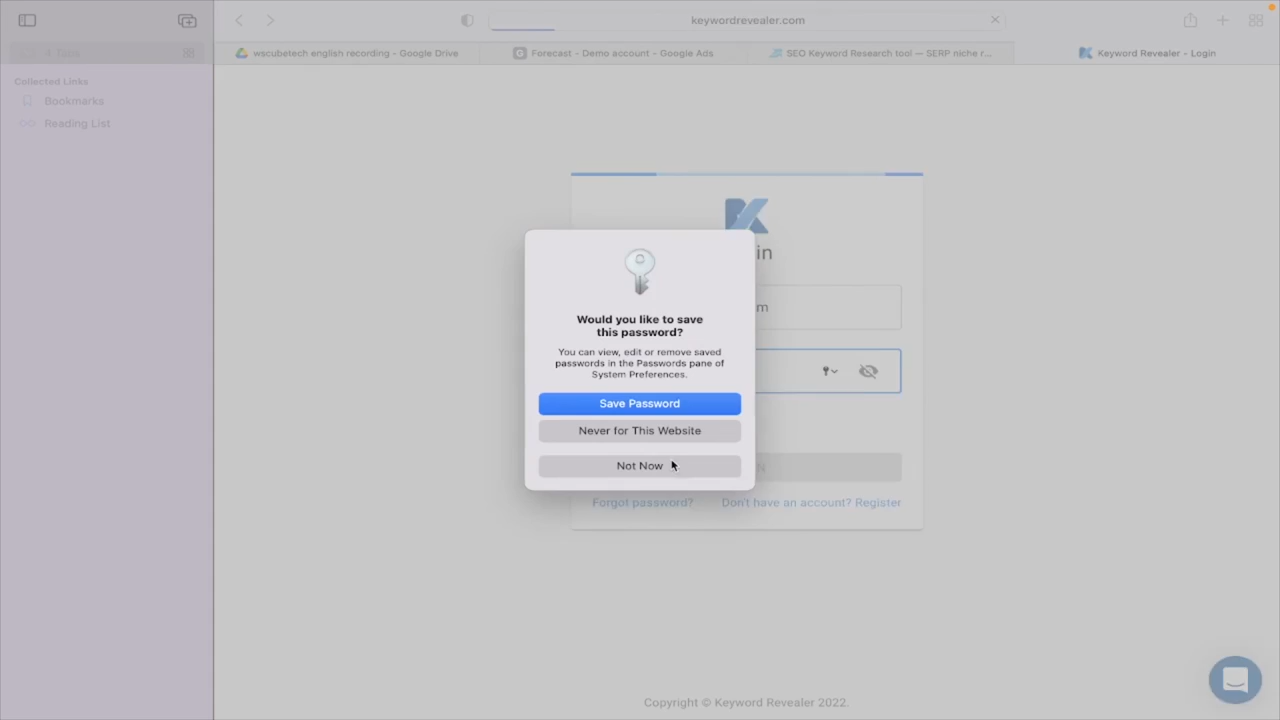 keywordrevealer.com
4 Tabs
wscubetech english recording - Google Drive
Forecast - Demo account - Google Ads
SEO Keyword Research tool — SERP niche r...
Keyword Revealer - Login
Collected Links
Bookmarks
Reading List
in
m
Would you like to save
this password?
You can view, edit or remove saved
passwords in the Passwords pane of
System Preferences.
Save Password
Never for This Website
Not Now
N
Forgot password?
Don't have an account? Register
Copyright © Keyword Revealer 2022.